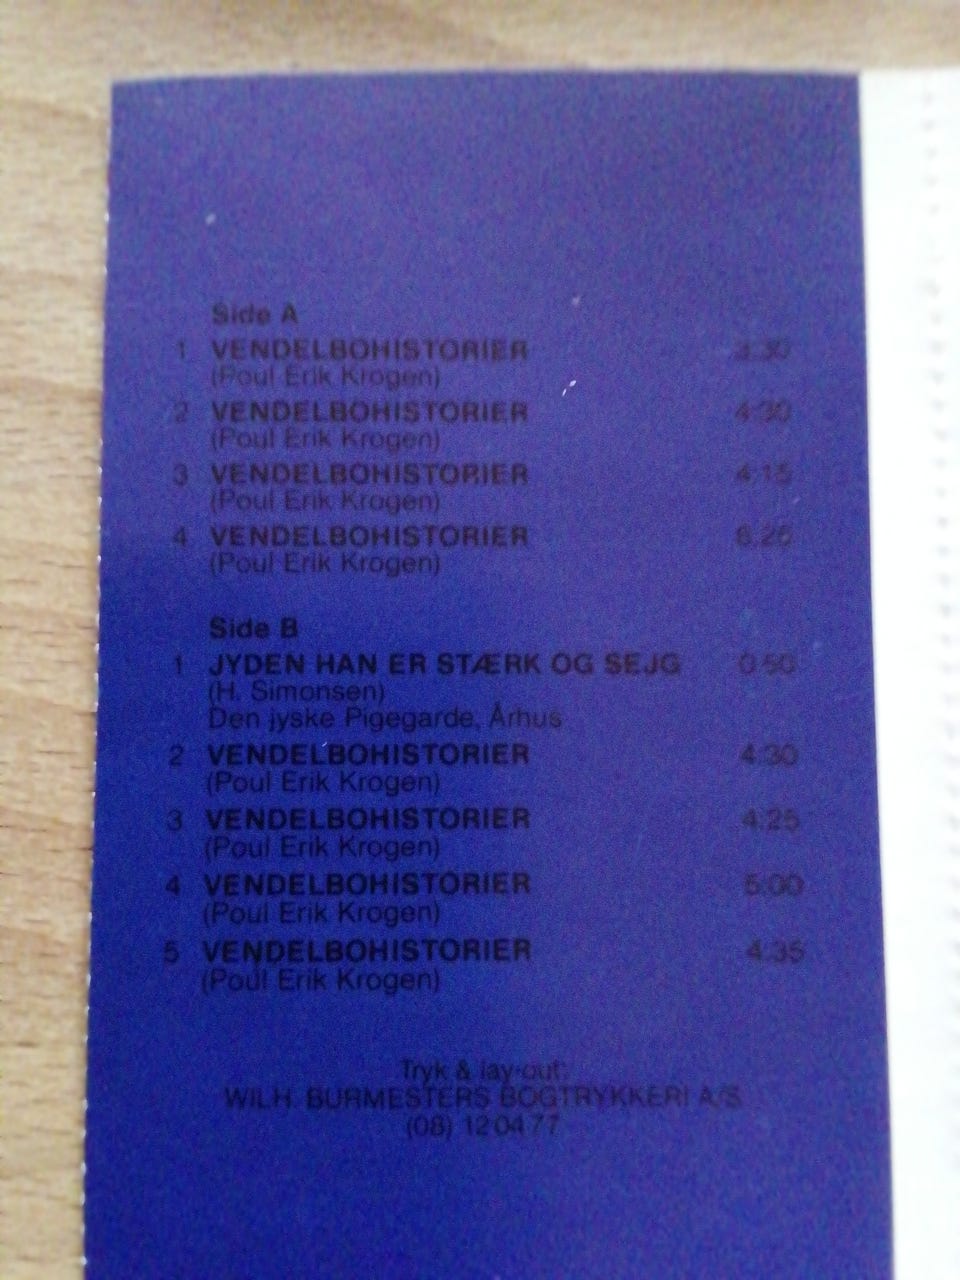 Side A
1 VENDELBOHISTORIER 3:30
(Poul Erik Krogen)
2 VENDELBOHISTORIER 4:30
(Poul Erik Krogen)
3 VENDELBOHISTORIER 4:15
(Poul Erik Krogen)
4 VENDELBOHISTORIER 6:25
(Poul Erik Krogen)
Side B
1 JYDEN HAN ER STÆRK OG SEJG 0:50
(H. Simonsen)
Den jyske Pigegarde, Århus
2 VENDELBOHISTORIER 4:30
(Poul Erik Krogen)
3 VENDELBOHISTORIER 4:25
(Poul Erik Krogen)
4 VENDELBOHISTORIER 5:00
(Poul Erik Krogen)
5 VENDELBOHISTORIER 4:35
(Poul Erik Krogen)
Tryk & lay-out:
WILH. BURMESTERS BOGTRYKKERI A/S
(08) 12 04 77